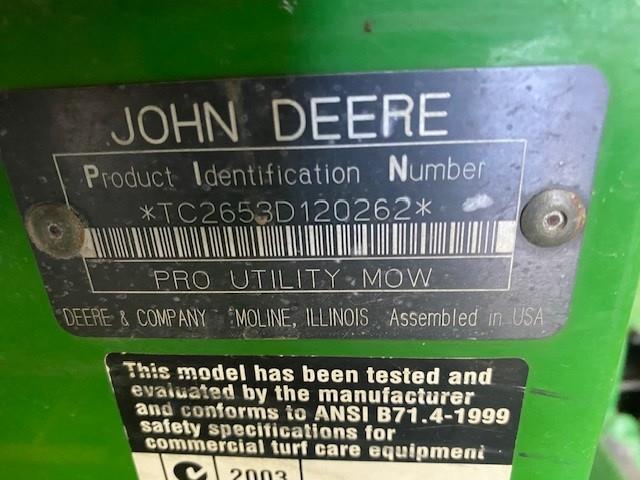 JOHN DEERE
Product Identification Number
*TC2653D120262*
PRO UTILITY MOW
DEERE & COMPANY MOLINE, ILLINOIS Assembled in USA
This model has been tested and
evaluated by the manufacturer
and conforms to ANSI B71.4-1999
safety specifications for
commercial turf care equipment
2003